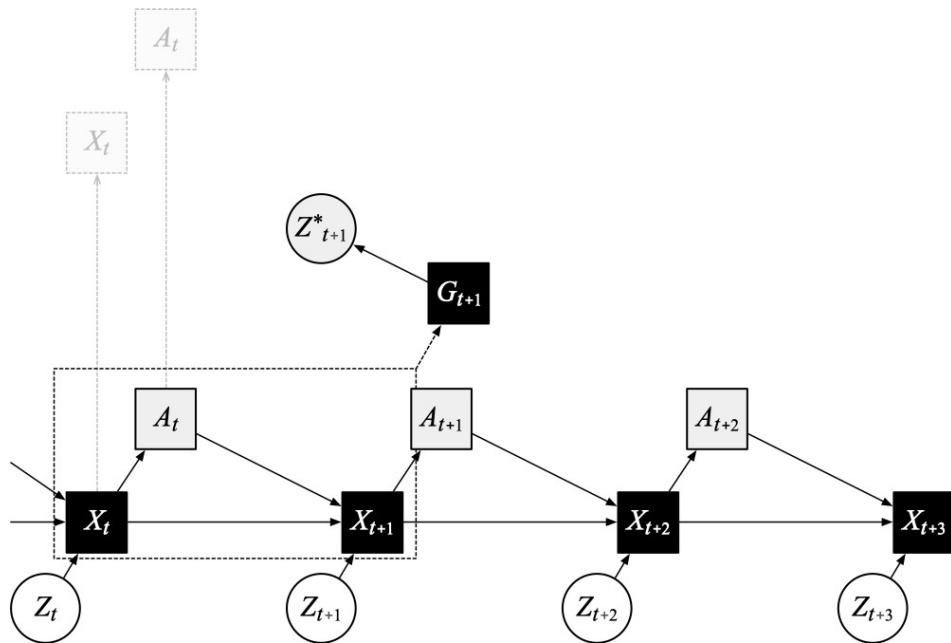 A_t
X_t
Z*_{t+1}
G_{t+1}
A_t
A_{t+1}
A_{t+2}
X_t
X_{t+1}
X_{t+2}
X_{t+3}
Z_t
Z_{t+1}
Z_{t+2}
Z_{t+3}